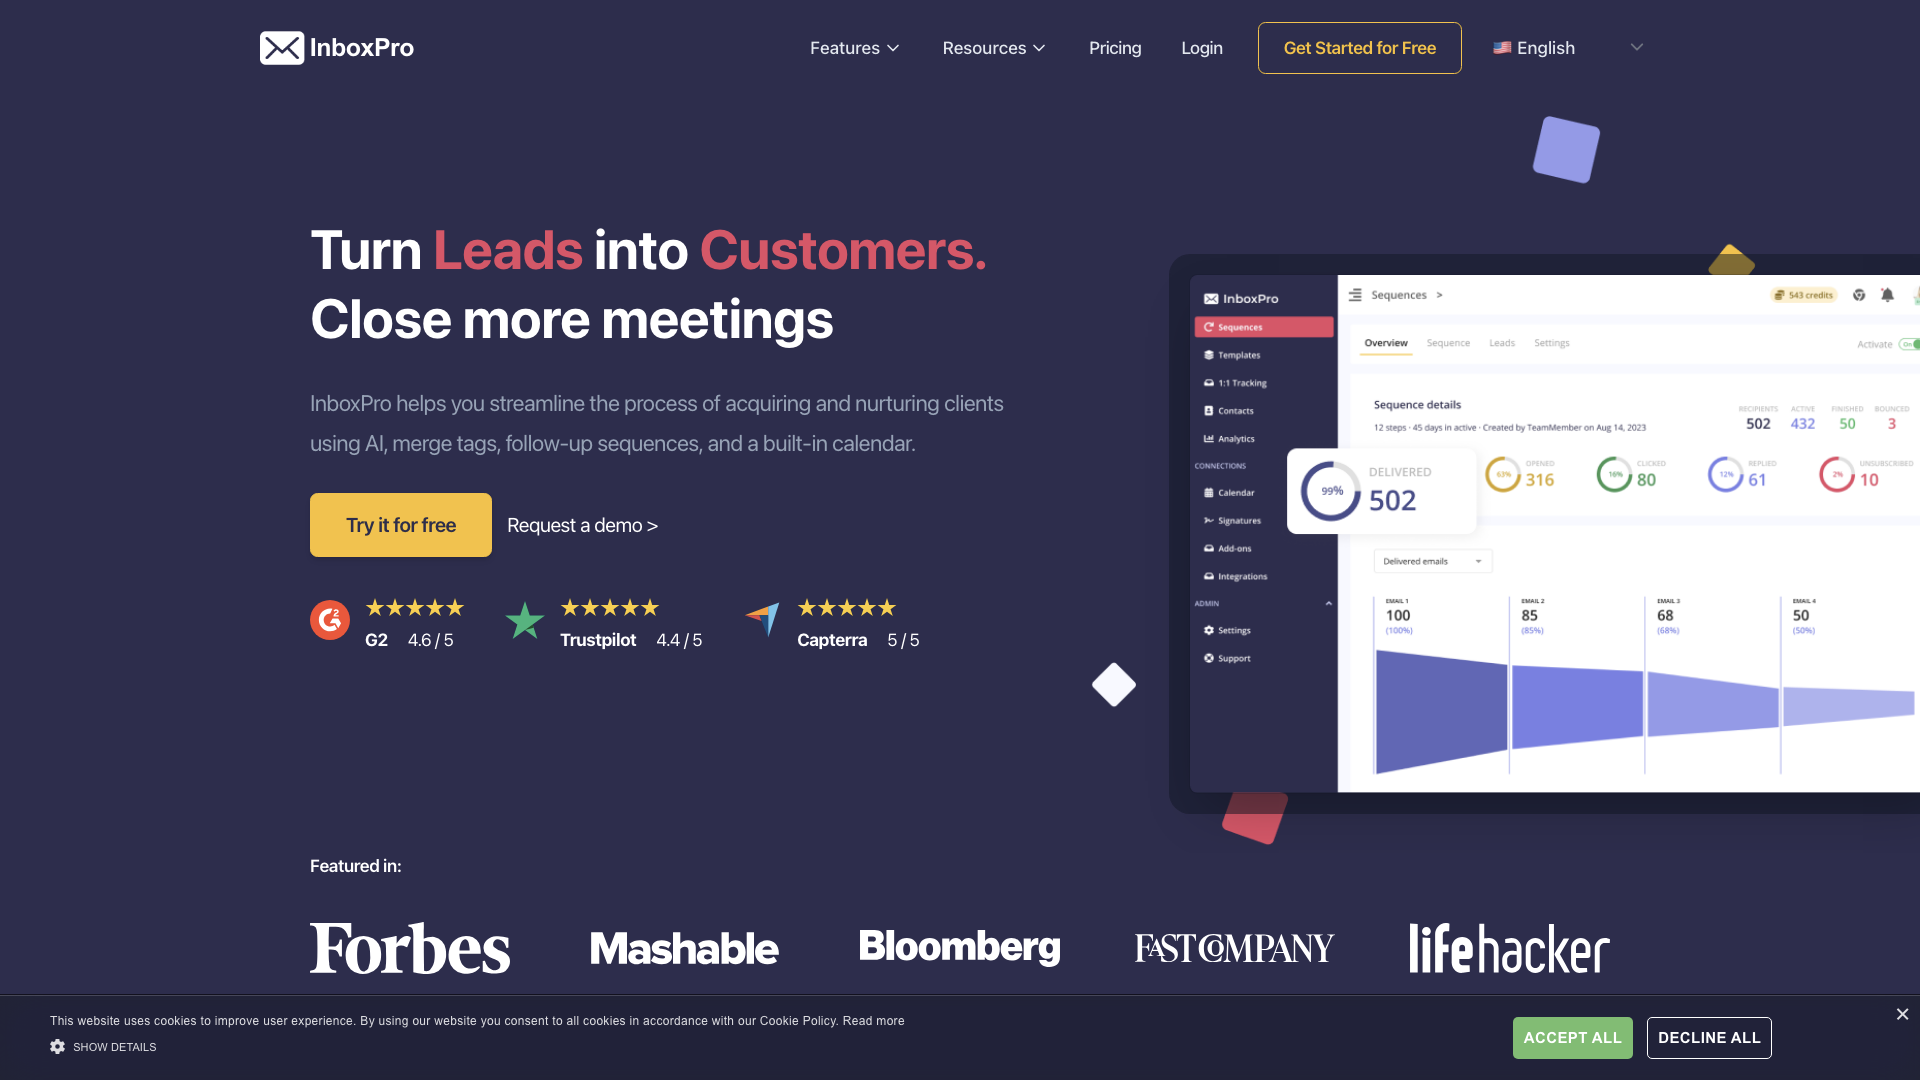 InboxPro
Features
Resources
Pricing
Login
Get Started for Free
English
Turn Leads into Customers.
Close more meetings
InboxPro helps you streamline the process of acquiring and nurturing clients
using AI, merge tags, follow-up sequences, and a built-in calendar.
Try it for free
Request a demo >
G2 4.6 / 5
Trustpilot 4.4 / 5
Capterra 5 / 5
InboxPro
Sequences
Templates
1:1 Tracking
Contacts
Analytics
CONNECTIONS
Calendar
Signatures
Add-ons
Integrations
ADMIN
Settings
Support
Sequences >
543 credits
Overview
Sequence
Leads
Settings
Activate
On
Sequence details
12 steps · 45 days in active · Created by TeamMember on Aug 14, 2023
RECIPIENTS
502
ACTIVE
432
FINISHED
50
BOUNCED
3
99%
DELIVERED
502
63%
OPENED
316
16%
CLICKED
80
12%
REPLIED
61
2%
UNSUBSCRIBED
10
Delivered emails
EMAIL 1
100
(100%)
EMAIL 2
85
(85%)
EMAIL 3
68
(68%)
EMAIL 4
50
(50%)
Featured in:
Forbes
Mashable
Bloomberg
FAST COMPANY
lifehacker
This website uses cookies to improve user experience. By using our website you consent to all cookies in accordance with our Cookie Policy. Read more
SHOW DETAILS
ACCEPT ALL
DECLINE ALL